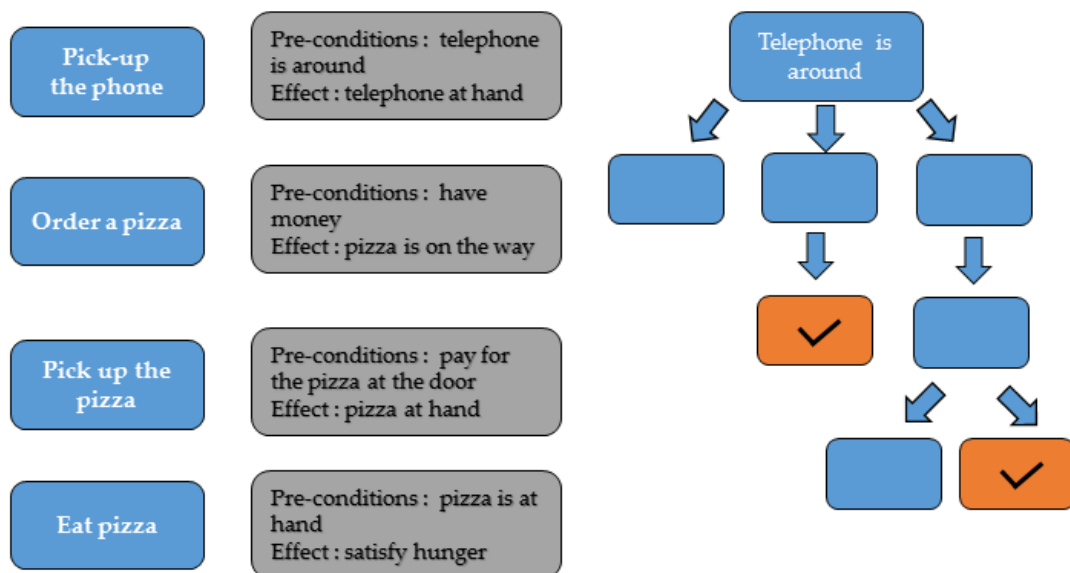 Pick-up
the phone
Pre-conditions : telephone
is around
Effect : telephone at hand
Telephone is
around
Order a pizza
Pre-conditions : have
money
Effect : pizza is on the way
Pick up the
pizza
Pre-conditions : pay for
the pizza at the door
Effect : pizza at hand
Eat pizza
Pre-conditions : pizza is at
hand
Effect : satisfy hunger